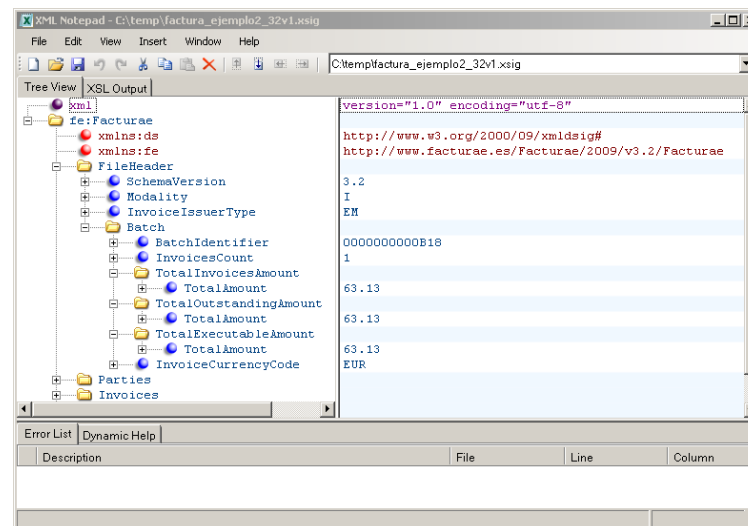 XML Notepad - C:\temp\factura_ejemplo2_32v1.xsig
File Edit View Insert Window Help
C:\temp\factura_ejemplo2_32v1.xsig
Tree View XSL Output
xml version="1.0" encoding="utf-8"
fe:Facturae
xmlns:ds http://www.w3.org/2000/09/xmldsig#
xmlns:fe http://www.facturae.es/Facturae/2009/v3.2/Facturae
FileHeader
SchemaVersion 3.2
Modality I
InvoiceIssuerType EM
Batch
BatchIdentifier 0000000000B18
InvoicesCount 1
TotalInvoicesAmount
TotalAmount 63.13
TotalOutstandingAmount
TotalAmount 63.13
TotalExecutableAmount
TotalAmount 63.13
InvoiceCurrencyCode EUR
Parties
Invoices
Error List Dynamic Help
Description File Line Column